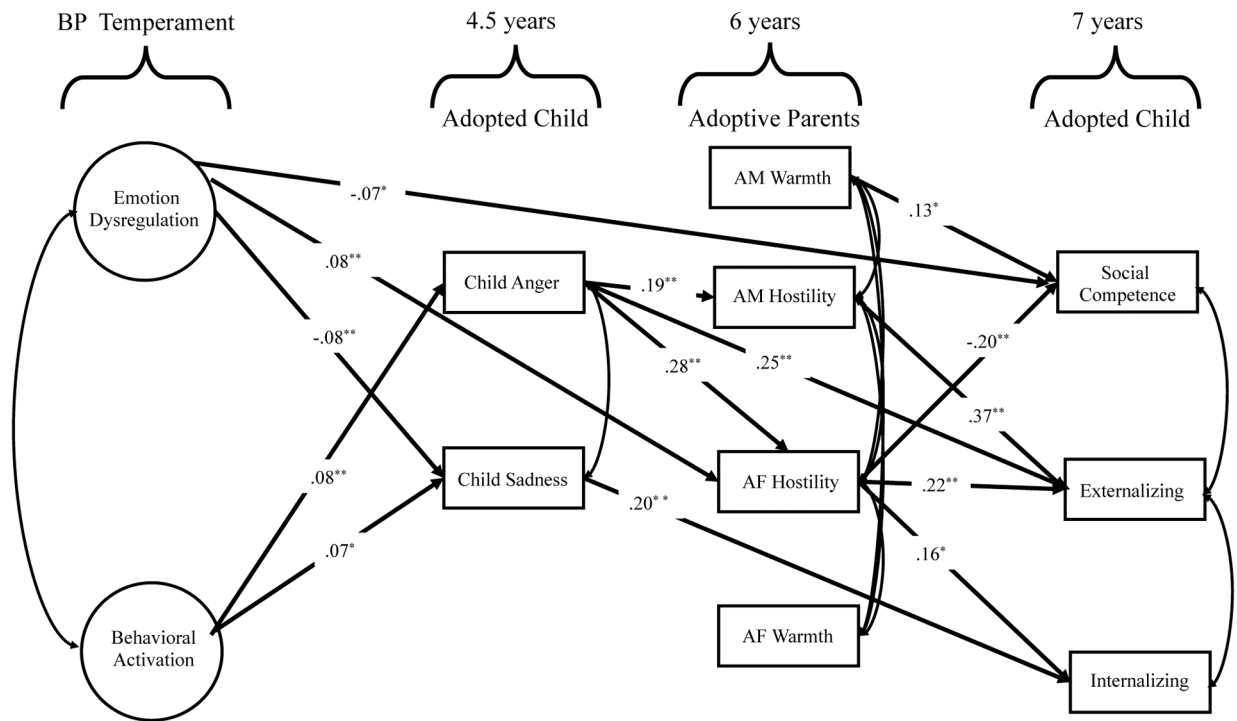 BP Temperament
4.5 years
6 years
7 years
Adopted Child
Adoptive Parents
Adopted Child
Emotion
Dysregulation
Behavioral
Activation
Child Anger
Child Sadness
AM Warmth
AM Hostility
AF Hostility
AF Warmth
Social
Competence
Externalizing
Internalizing
-.07*
.08**
-.08**
.08**
.07*
.19**
.28**
.25**
.20**
.13*
-.20**
.37**
.22**
.16*